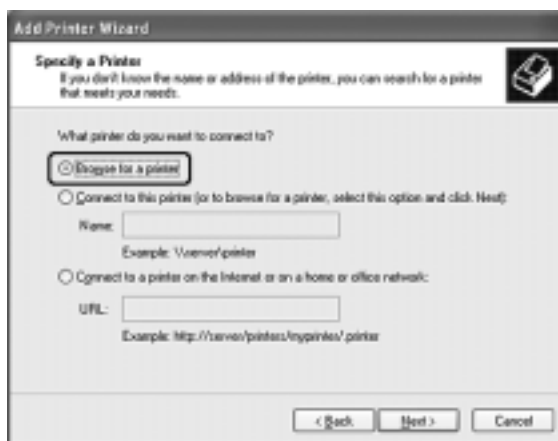 Add Printer Wizard
Specify a Printer
If you don't know the name or address of the printer, you can search for a printer
that meets your needs.
What printer do you want to connect to?
Browse for a printer
Connect to this printer (or to browse for a printer, select this option and click Next):
Name:
Example: \\server\printer
Connect to a printer on the Internet or on a home or office network:
URL:
Example: http://server/printers/myprinter/.printer
< Back
Next >
Cancel